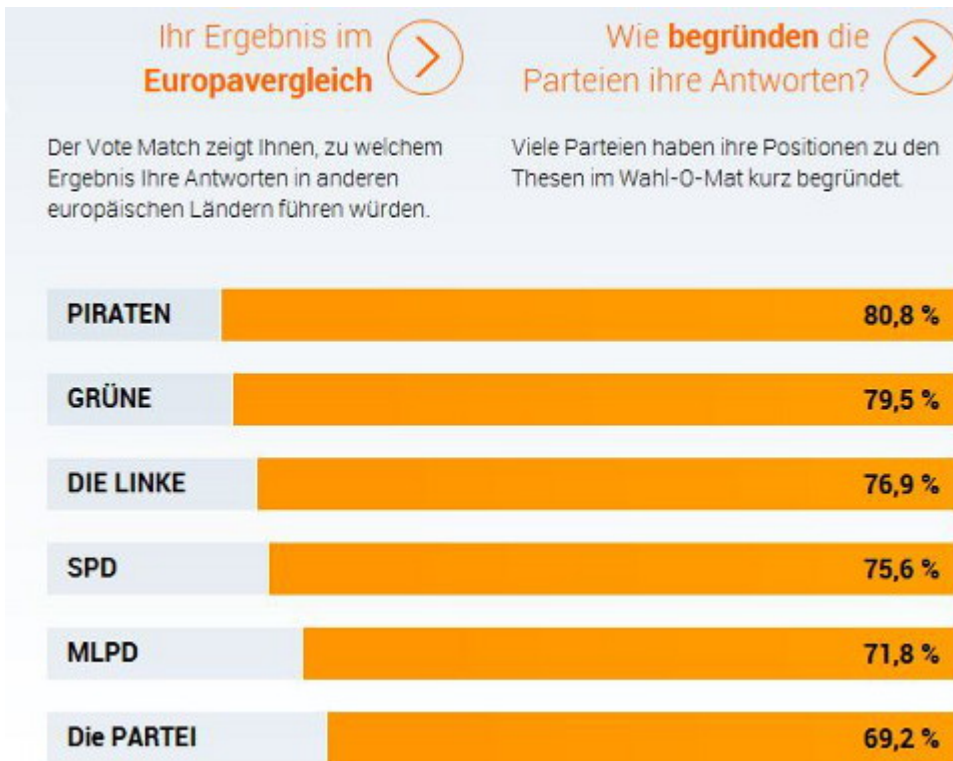 Ihr Ergebnis im
Europavergleich
Wie begründen die
Parteien ihre Antworten?
Der Vote Match zeigt Ihnen, zu welchem
Ergebnis Ihre Antworten in anderen
europäischen Ländern führen würden.
Viele Parteien haben ihre Positionen zu den
Thesen im Wahl-O-Mat kurz begründet.
PIRATEN 80,8 %
GRÜNE 79,5 %
DIE LINKE 76,9 %
SPD 75,6 %
MLPD 71,8 %
Die PARTEI 69,2 %